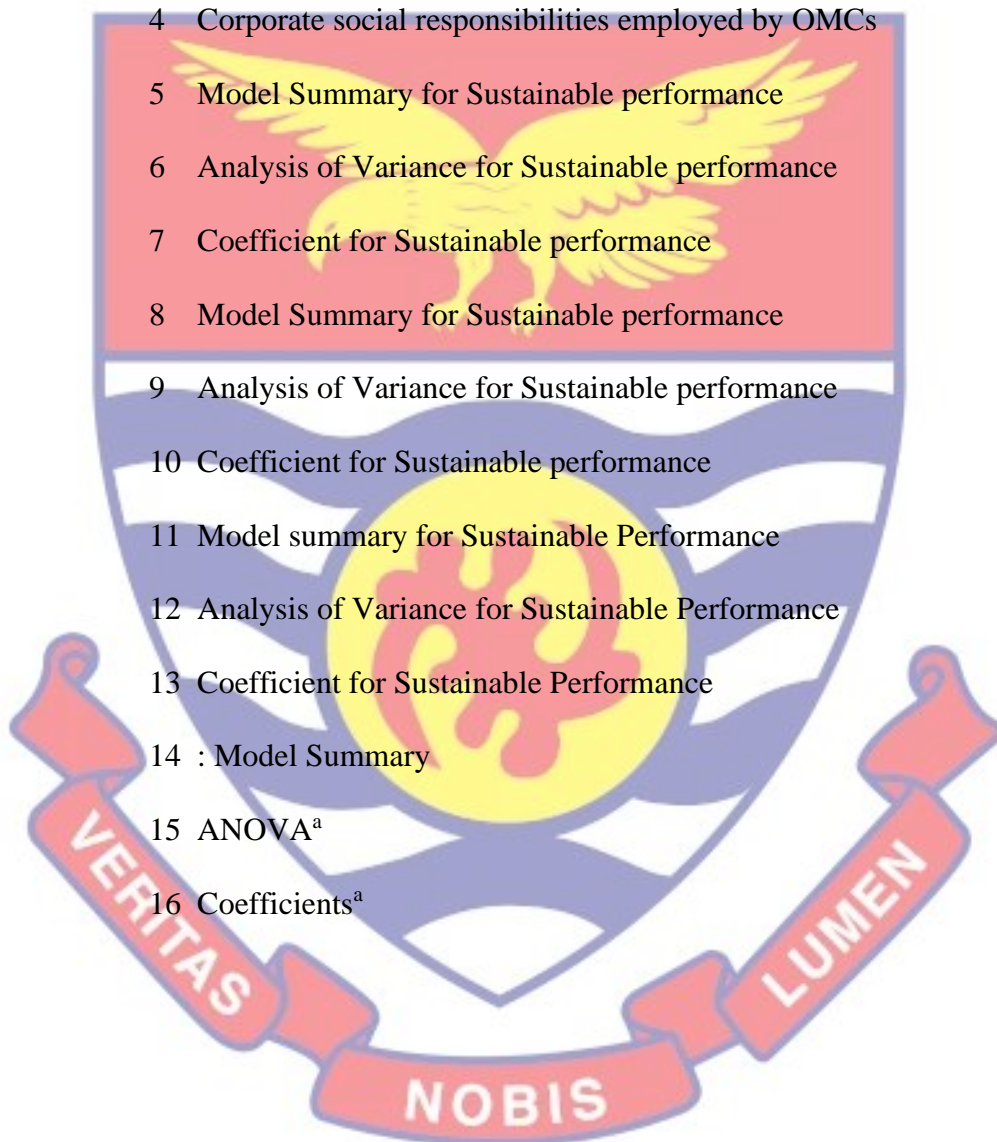 4 Corporate social responsibilities employed by OMCs
5 Model Summary for Sustainable performance
6 Analysis of Variance for Sustainable performance
7 Coefficient for Sustainable performance
8 Model Summary for Sustainable performance
9 Analysis of Variance for Sustainable performance
10 Coefficient for Sustainable performance
11 Model summary for Sustainable Performance
12 Analysis of Variance for Sustainable Performance
13 Coefficient for Sustainable Performance
14 : Model Summary
15 ANOVAᵃ
16 Coefficientsᵃ
VERITAS
NOBIS
LUMEN